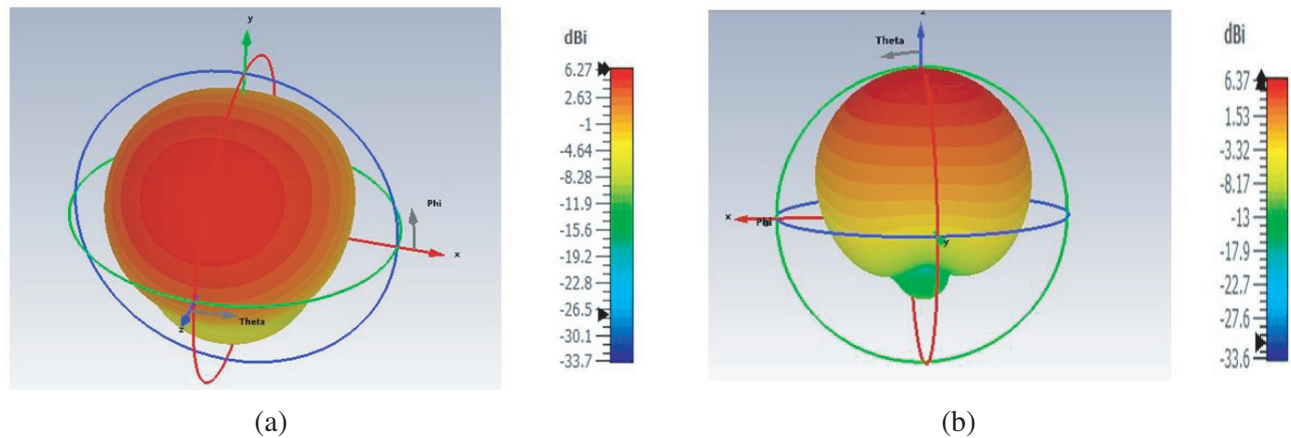 y
Phi
x
z
Theta
dBi
6.27
2.63
-1
-4.64
-8.28
-11.9
-15.6
-19.2
-22.8
-26.5
-30.1
-33.7
(a)
z
Theta
x
Phi
y
dBi
6.37
1.53
-3.32
-8.17
-13
-17.9
-22.7
-27.6
-33.6
(b)